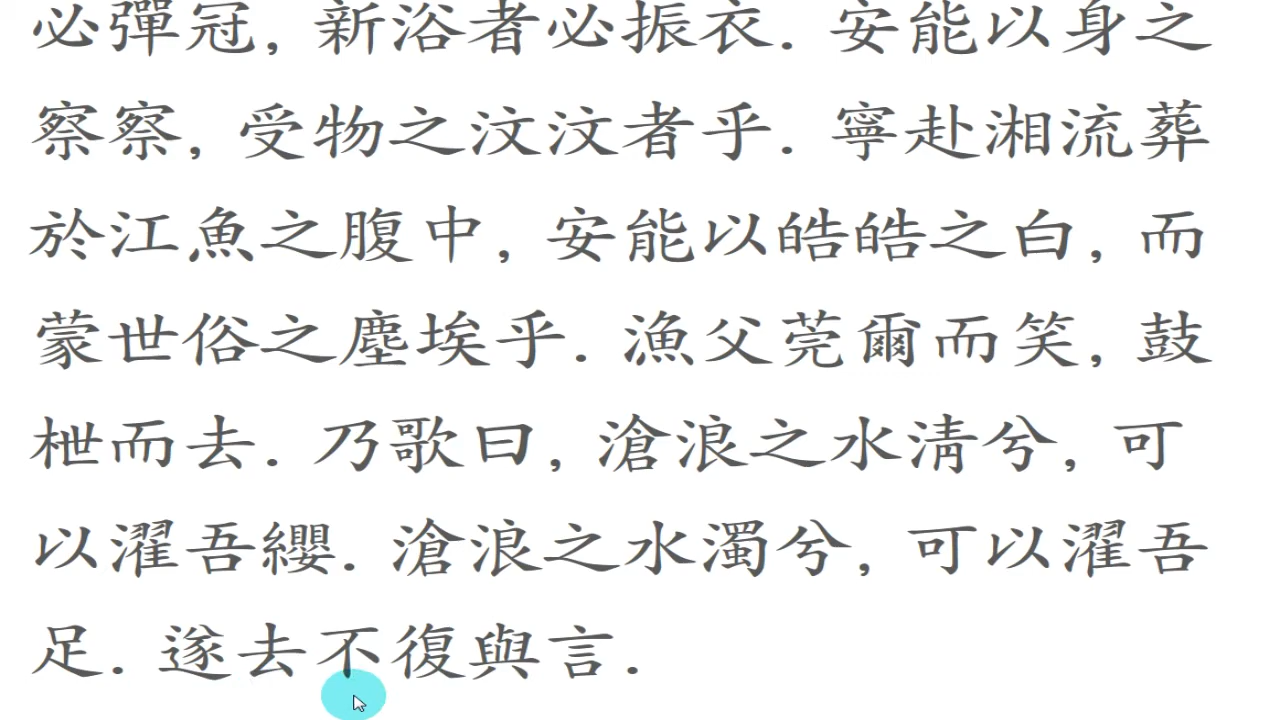 必彈冠, 新浴者必振衣. 安能以身之
察察, 受物之汶汶者乎. 寧赴湘流葬
於江魚之腹中, 安能以皓皓之白, 而
蒙世俗之塵埃乎. 漁父莞爾而笑, 鼓
枻而去. 乃歌曰, 滄浪之水淸兮, 可
以濯吾纓. 滄浪之水濁兮, 可以濯吾
足. 遂去不復與言.